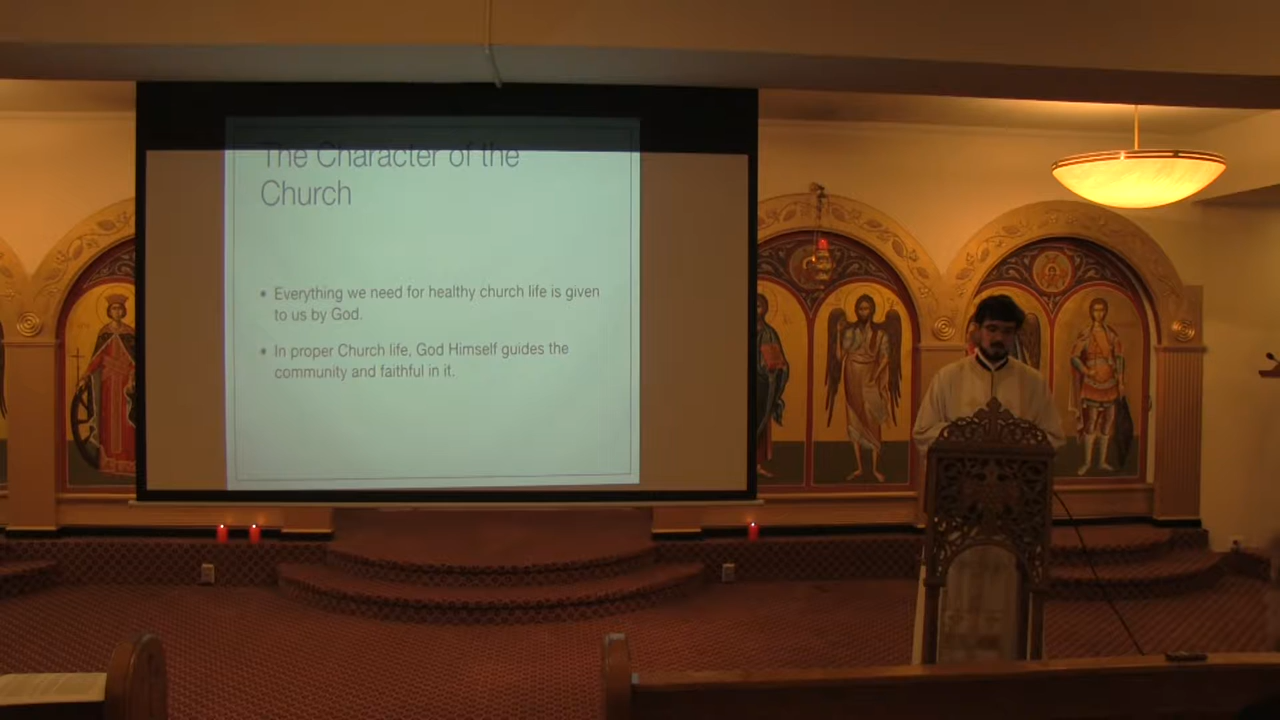 The Character of the
Church
• Everything we need for healthy church life is given
to us by God.
• In proper Church life, God Himself guides the
community and faithful in it.